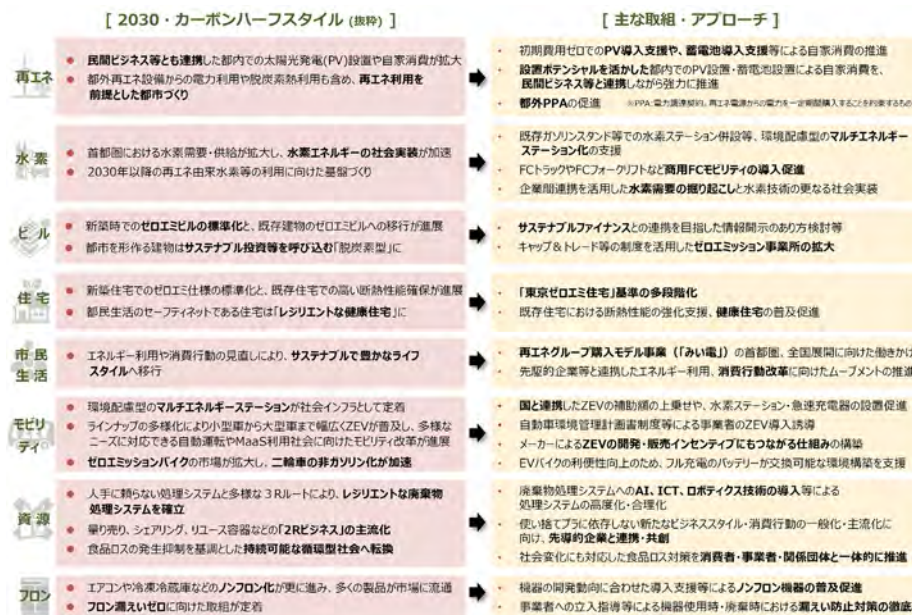 [ 2030・カーボンハーフスタイル (抜粋) ]
[ 主な取組・アプローチ ]
再エネ
● 民間ビジネス等とも連携した都内での太陽光発電(PV)設置や自家消費が拡大
● 都外再エネ設備からの電力利用や脱炭素熱利用も含め、再エネ利用を
前提とした都市づくり
・ 初期費用ゼロでのPV導入支援や、蓄電池導入支援等による自家消費の推進
・ 設置ポテンシャルを活かした都内でのPV設置・蓄電池設置による自家消費を、
民間ビジネス等と連携しながら強力に推進
・ 都外PPAの促進 ※PPA:電力調達契約。再エネ電源からの電力を一定期間購入することを約束するもの
水素
● 首都圏における水素需要・供給が拡大し、水素エネルギーの社会実装が加速
● 2030年以降の再エネ由来水素等の利用に向けた基盤づくり
・ 既存ガソリンスタンド等での水素ステーション併設等、環境配慮型のマルチエネルギー
ステーション化の支援
・ FCトラックやFCフォークリフトなど商用FCモビリティの導入促進
・ 企業間連携を活用した水素需要の掘り起こしと水素技術の更なる社会実装
ビル
● 新築時でのゼロエミビルの標準化と、既存建物のゼロエミビルへの移行が進展
● 都市を形作る建物はサステナブル投資等を呼び込む「脱炭素型」に
・ サステナブルファイナンスとの連携を目指した情報開示のあり方検討等
・ キャップ&トレード等の制度を活用したゼロエミッション事業所の拡大
住宅
● 新築住宅でのゼロエミ仕様の標準化と、既存住宅での高い断熱性能確保が進展
● 都民生活のセーフティネットである住宅は「レジリエントな健康住宅」に
・ 「東京ゼロエミ住宅」基準の多段階化
・ 既存住宅における断熱性能の強化支援、健康住宅の普及促進
市民
生活
● エネルギー利用や消費行動の見直しにより、サステナブルで豊かなライフ
スタイルへ移行
・ 再エネグループ購入モデル事業(「みい電」)の首都圏、全国展開に向けた働きかけ
・ 先駆的企業等と連携したエネルギー利用、消費行動改革に向けたムーブメントの推進
モビリ
ティ
● 環境配慮型のマルチエネルギーステーションが社会インフラとして定着
● ラインナップの多様化により小型車から大型車まで幅広くZEVが普及し、多様な
ニーズに対応できる自動運転やMaaS利用社会に向けたモビリティ改革が進展
● ゼロエミッションバイクの市場が拡大し、二輪車の非ガソリン化が加速
・ 国と連携したZEVの補助額の上乗せや、水素ステーション・急速充電器の設置促進
・ 自動車環境管理計画書制度等による事業者のZEV導入誘導
・ メーカーによるZEVの開発・販売インセンティブにもつながる仕組みの構築
・ EVバイクの利便性向上のため、フル充電のバッテリーが交換可能な環境構築を支援
資源
● 人手に頼らない処理システムと多様な3Rルートにより、レジリエントな廃棄物
処理システムを確立
● 量り売り、シェアリング、リユース容器などの「2Rビジネス」の主流化
● 食品ロスの発生抑制を基調とした持続可能な循環型社会へ転換
・ 廃棄物処理システムへのAI、ICT、ロボティクス技術の導入等による
処理システムの高度化・合理化
・ 使い捨てプラに依存しない新たなビジネススタイル・消費行動の一般化・主流化に
向け、先導的企業と連携・共創
・ 社会変化にも対応した食品ロス対策を消費者・事業者・関係団体と一体的に推進
フロン
● エアコンや冷凍冷蔵庫などのノンフロン化が更に進み、多くの製品が市場に流通
● フロン漏えいゼロに向けた取組が定着
・ 機器の開発動向に合わせた導入支援等によるノンフロン機器の普及促進
・ 事業者への立入指導等による機器使用時・廃棄時における漏えい防止対策の徹底